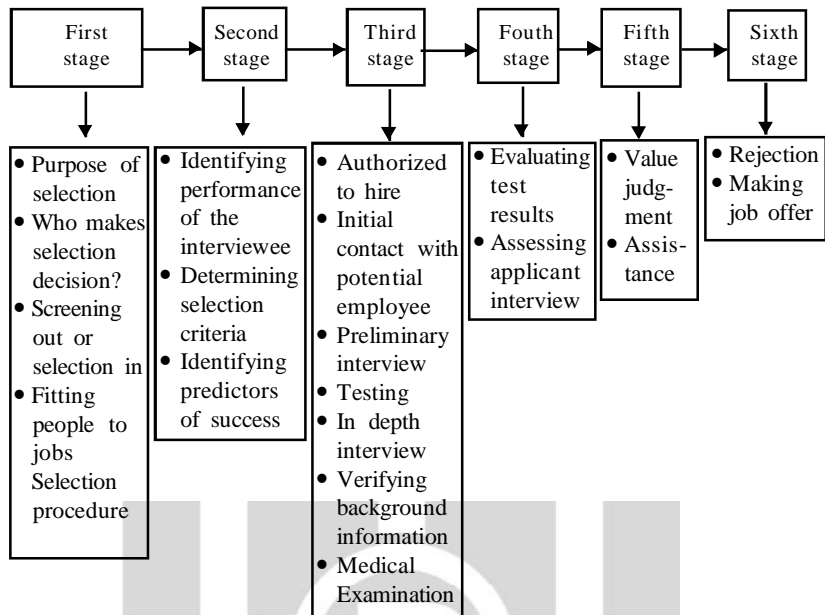 First
stage
Second
stage
Third
stage
Fouth
stage
Fifth
stage
Sixth
stage
• Purpose of
selection
• Who makes
selection
decision?
• Screening
out or
selection in
• Fitting
people to
jobs
Selection
procedure
• Identifying
performance
of the
interviewee
• Determining
selection
criteria
• Identifying
predictors
of success
• Authorized
to hire
• Initial
contact with
potential
employee
• Preliminary
interview
• Testing
• In depth
interview
• Verifying
background
information
• Medical
Examination
• Evaluating
test
results
• Assessing
applicant
interview
• Value
judg-
ment
• Assis-
tance
• Rejection
• Making
job offer